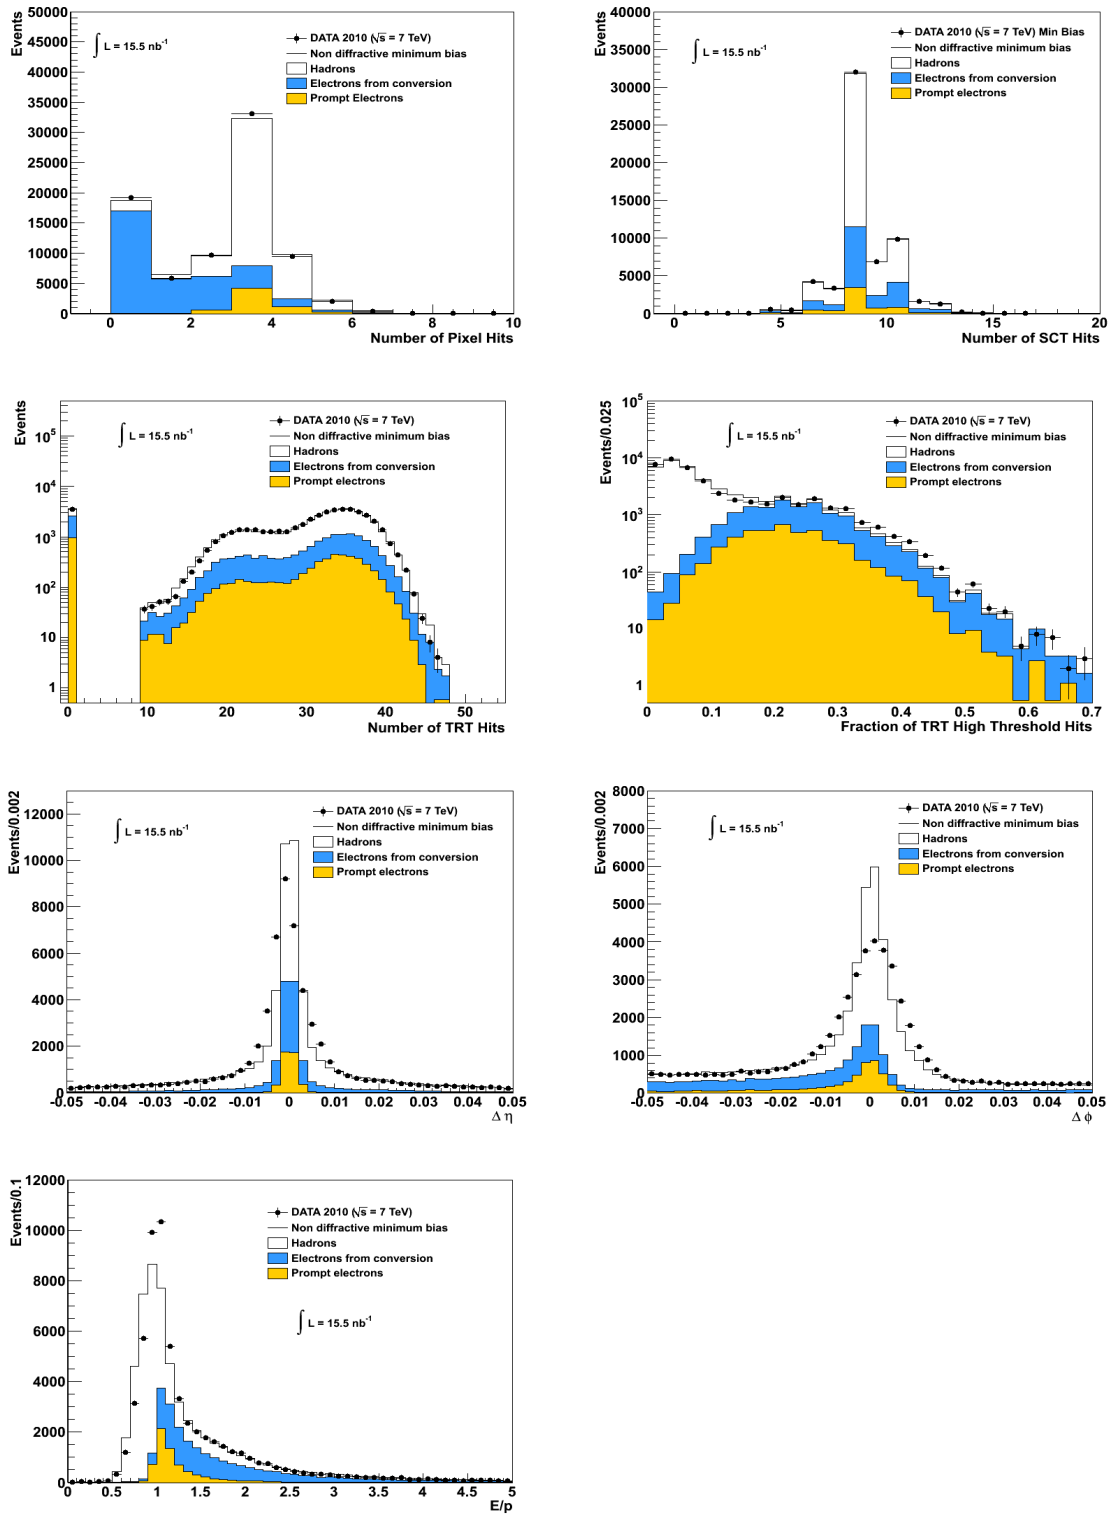 Events
50000
45000
40000
35000
30000
25000
20000
15000
10000
5000
0
∫ L = 15.5 nb⁻¹
DATA 2010 (√s = 7 TeV)
Non diffractive minimum bias
Hadrons
Electrons from conversion
Prompt Electrons
0 2 4 6 8 10
Number of Pixel Hits
Events
40000
35000
30000
25000
20000
15000
10000
5000
0
∫ L = 15.5 nb⁻¹
DATA 2010 (√s = 7 TeV) Min Bias
Non diffractive minimum bias
Hadrons
Electrons from conversion
Prompt electrons
0 5 10 15 20
Number of SCT Hits
Events
10⁵
10⁴
10³
10²
10
1
∫ L = 15.5 nb⁻¹
DATA 2010 (√s = 7 TeV)
Non diffractive minimum bias
Hadrons
Electrons from conversion
Prompt electrons
0 10 20 30 40 50
Number of TRT Hits
Events/0.025
10⁵
10⁴
10³
10²
10
1
∫ L = 15.5 nb⁻¹
DATA 2010 (√s = 7 TeV)
Non diffractive minimum bias
Hadrons
Electrons from conversion
Prompt electrons
0 0.1 0.2 0.3 0.4 0.5 0.6 0.7
Fraction of TRT High Threshold Hits
Events/0.002
12000
10000
8000
6000
4000
2000
0
∫ L = 15.5 nb⁻¹
DATA 2010 (√s = 7 TeV)
Non diffractive minimum bias
Hadrons
Electrons from conversion
Prompt electrons
-0.05 -0.04 -0.03 -0.02 -0.01 0 0.01 0.02 0.03 0.04 0.05
Δ η
Events/0.002
8000
7000
6000
5000
4000
3000
2000
1000
0
∫ L = 15.5 nb⁻¹
DATA 2010 (√s = 7 TeV)
Non diffractive minimum bias
Hadrons
Electrons from conversion
Prompt electrons
-0.05 -0.04 -0.03 -0.02 -0.01 0 0.01 0.02 0.03 0.04 0.05
Δ ϕ
Events/0.1
12000
10000
8000
6000
4000
2000
0
DATA 2010 (√s = 7 TeV)
Non diffractive minimum bias
Hadrons
Electrons from conversion
Prompt electrons
∫ L = 15.5 nb⁻¹
0 0.5 1 1.5 2 2.5 3 3.5 4 4.5 5
E/p